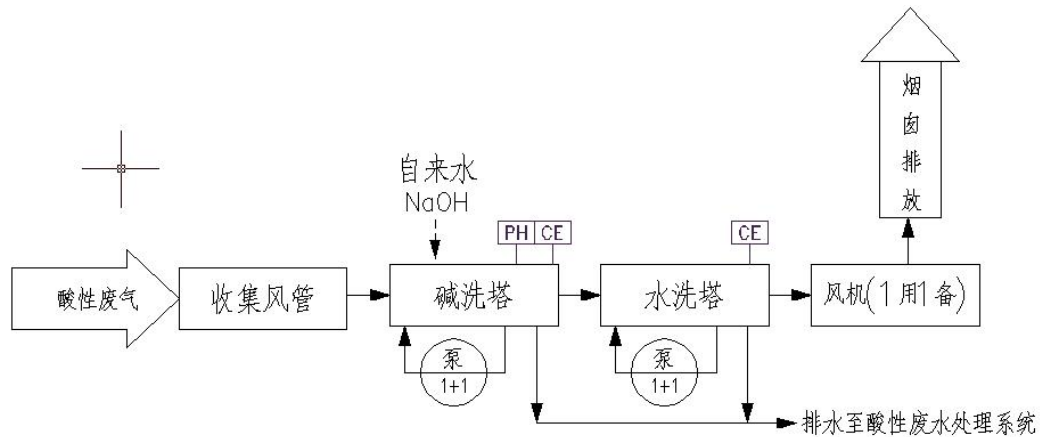 烟囱排放
自来水
NaOH
PH CE
CE
酸性废气
收集风管
碱洗塔
水洗塔
风机(1用1备)
泵
1+1
泵
1+1
排水至酸性废水处理系统